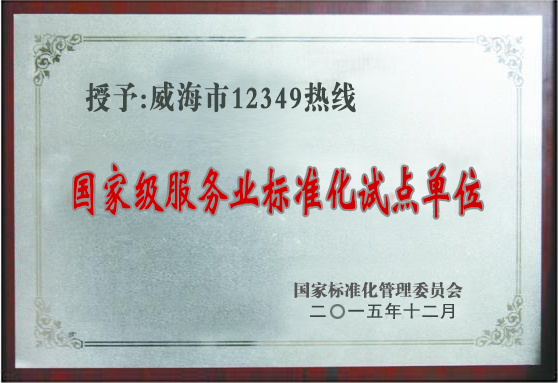 授予:威海市12349热线
国家级服务业标准化试点单位
国家标准化管理委员会
二〇一五年十二月